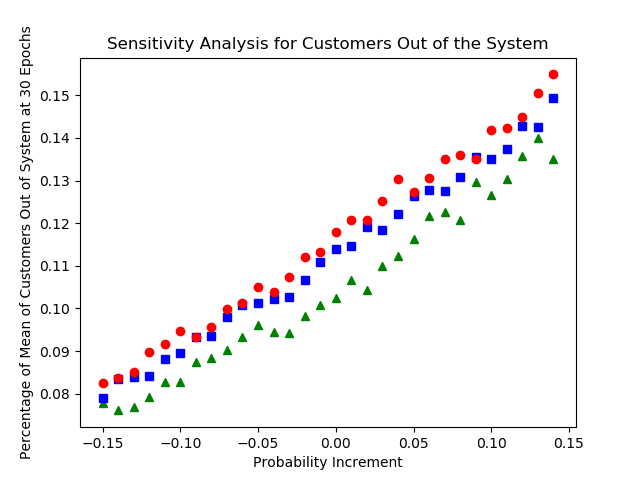 Sensitivity Analysis for Customers Out of the System
Percentage of Mean of Customers Out of System at 30 Epochs
0.15
0.14
0.13
0.12
0.11
0.10
0.09
0.08
−0.15 −0.10 −0.05 0.00 0.05 0.10 0.15
Probability Increment